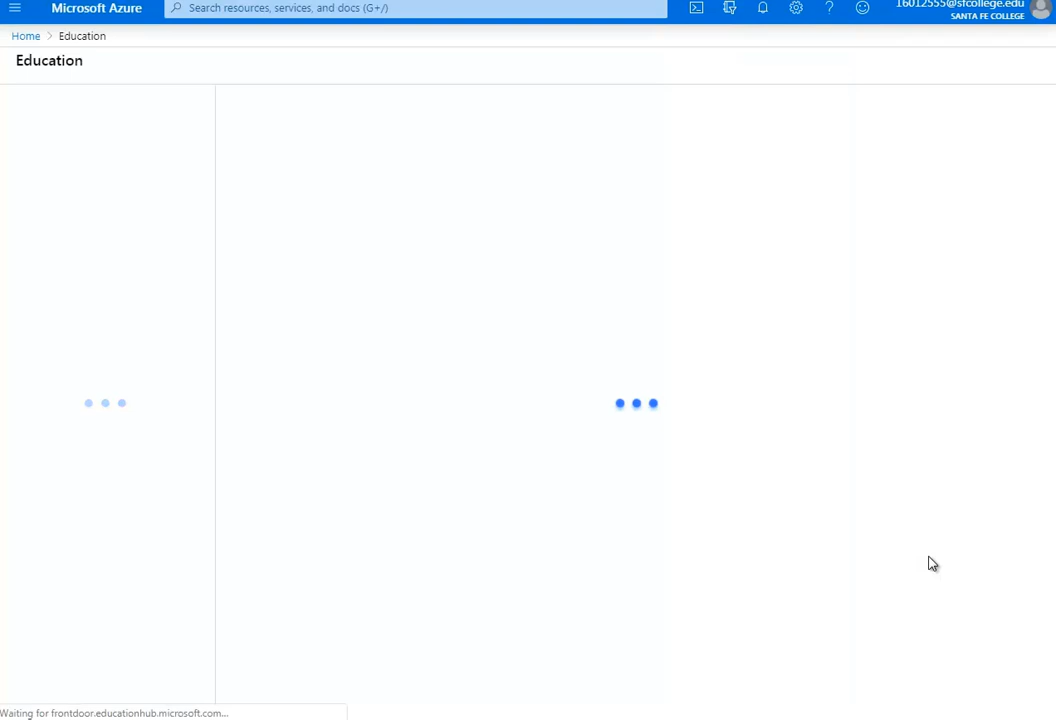 Microsoft Azure
Search resources, services, and docs (G+/)
16012555@sfcollege.edu
SANTA FE COLLEGE
Home > Education
Education
Waiting for frontdoor.educationhub.microsoft.com...